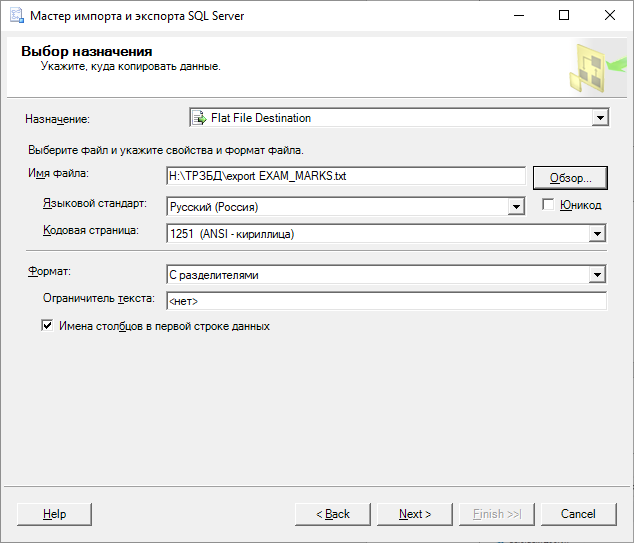 Мастер импорта и экспорта SQL Server
Выбор назначения
Укажите, куда копировать данные.
Назначение: Flat File Destination
Выберите файл и укажите свойства и формат файла.
Имя файла: H:\ТРЗБД\export EXAM_MARKS.txt Обзор...
Языковой стандарт: Русский (Россия) Юникод
Кодовая страница: 1251 (ANSI - кириллица)
Формат: С разделителями
Ограничитель текста: <нет>
Имена столбцов в первой строке данных
Help < Back Next > Finish >>| Cancel